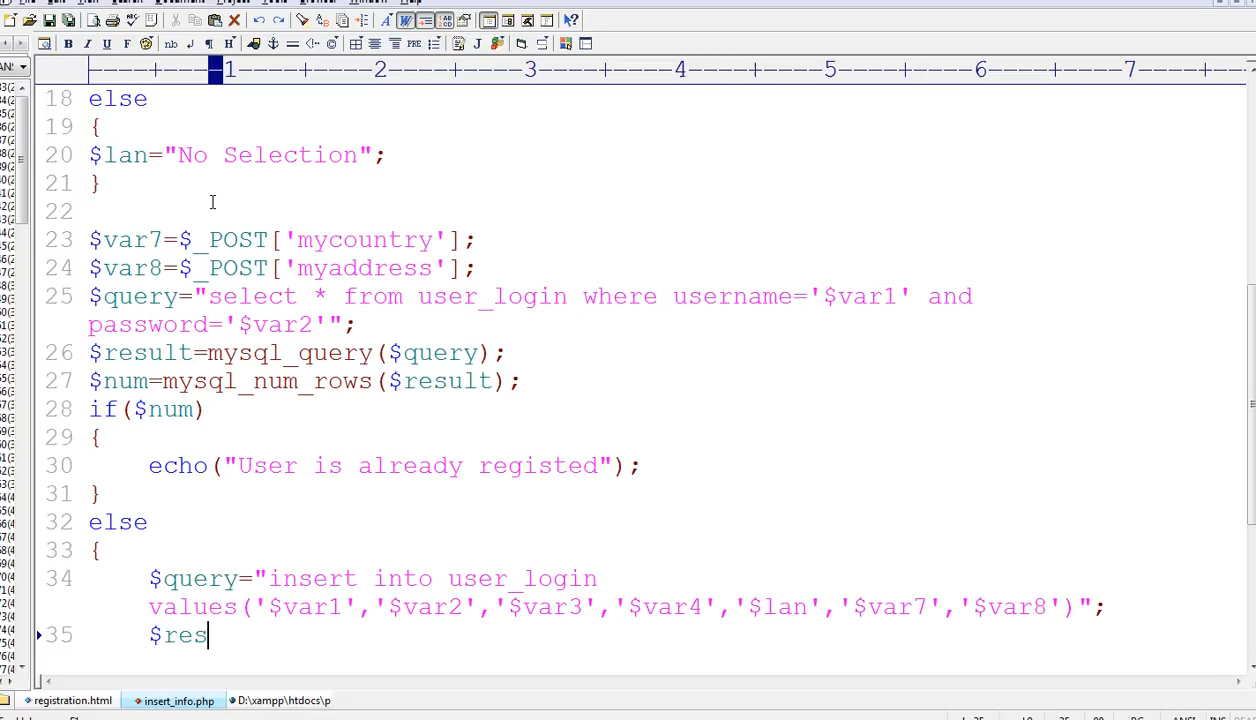 ----+----1----+----2----+----3----+----4----+----5----+----6----+----7----+--
18 else
19 {
20 $lan="No Selection";
21 }
22
23 $var7=$_POST['mycountry'];
24 $var8=$_POST['myaddress'];
25 $query="select * from user_login where username='$var1' and
password='$var2'";
26 $result=mysql_query($query);
27 $num=mysql_num_rows($result);
28 if($num)
29 {
30 echo("User is already registed");
31 }
32 else
33 {
34 $query="insert into user_login
values('$var1','$var2','$var3','$var4','$lan','$var7','$var8')";
35 $res
registration.html insert_info.php D:\xampp\htdocs\p